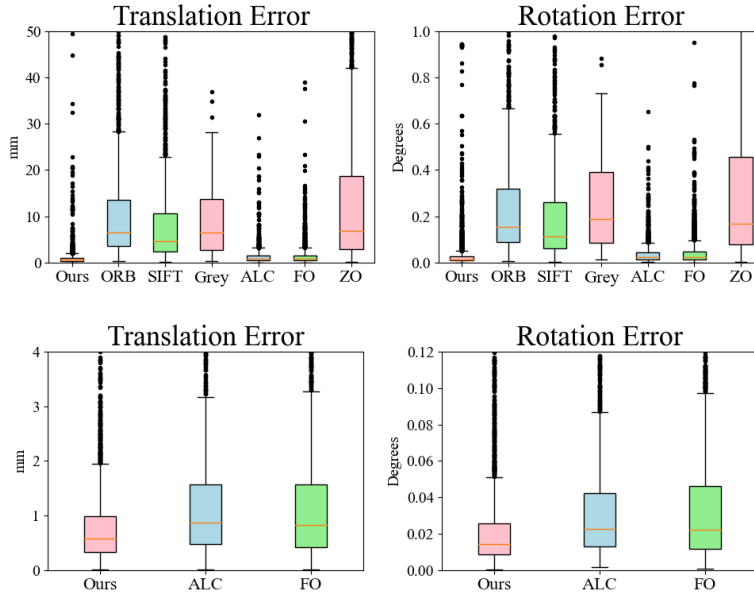 Translation Error
50
40
30
20
10
0
mm
Ours ORB SIFT Grey ALC FO ZO
Rotation Error
1.0
0.8
0.6
0.4
0.2
0.0
Degrees
Ours ORB SIFT Grey ALC FO ZO
Translation Error
4
3
2
1
0
mm
Ours ALC FO
Rotation Error
0.12
0.10
0.08
0.06
0.04
0.02
0.00
Degrees
Ours ALC FO